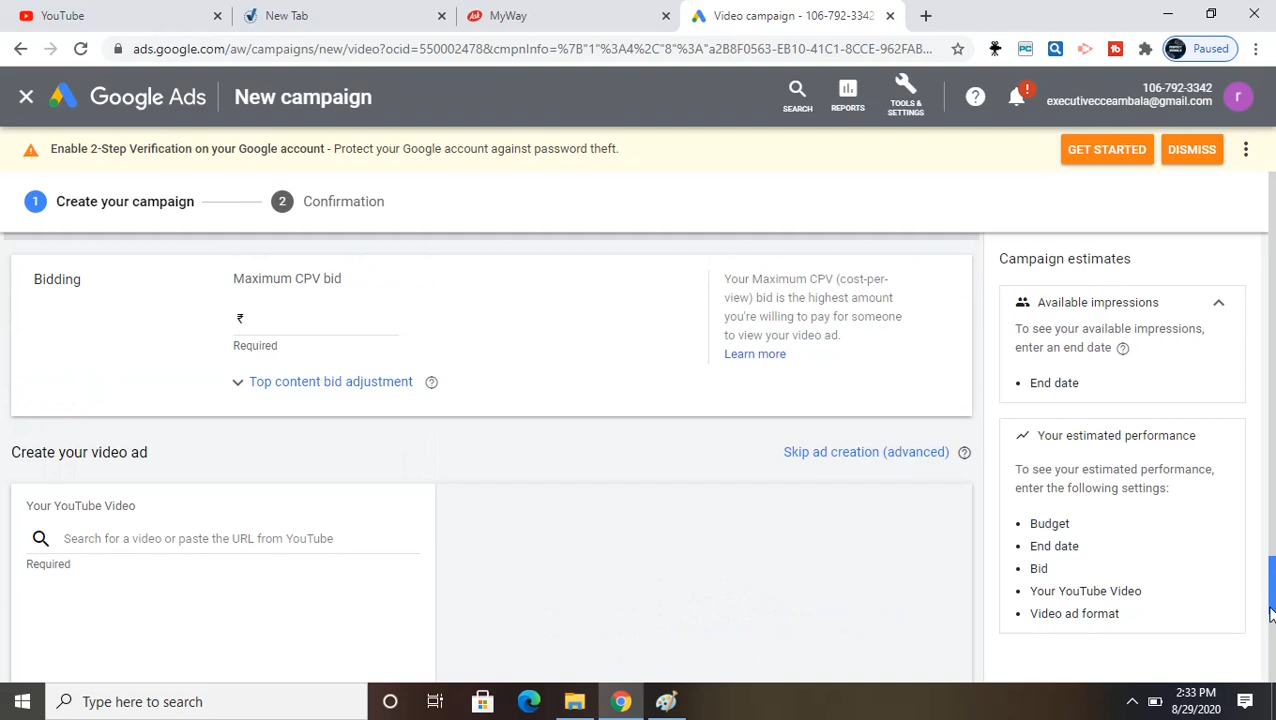 YouTube
New Tab
MyWay
Video campaign - 106-792-3342
ads.google.com/aw/campaigns/new/video?ocid=550002478&cmpnInfo=%7B"1"%3A4%2C"8"%3A"a2B8F0563-EB10-41C1-8CCE-962FAB...
Paused
Google Ads
New campaign
SEARCH
REPORTS
TOOLS &
SETTINGS
106-792-3342
executivecceambala@gmail.com
r
Enable 2-Step Verification on your Google account - Protect your Google account against password theft.
GET STARTED
DISMISS
1 Create your campaign
2 Confirmation
Bidding
Maximum CPV bid
₹
Required
Top content bid adjustment
Your Maximum CPV (cost-per-
view) bid is the highest amount
you're willing to pay for someone
to view your video ad.
Learn more
Campaign estimates
Available impressions
To see your available impressions,
enter an end date
• End date
Your estimated performance
To see your estimated performance,
enter the following settings:
• Budget
• End date
• Bid
• Your YouTube Video
• Video ad format
Create your video ad
Skip ad creation (advanced)
Your YouTube Video
Search for a video or paste the URL from YouTube
Required
Type here to search
2:33 PM
8/29/2020